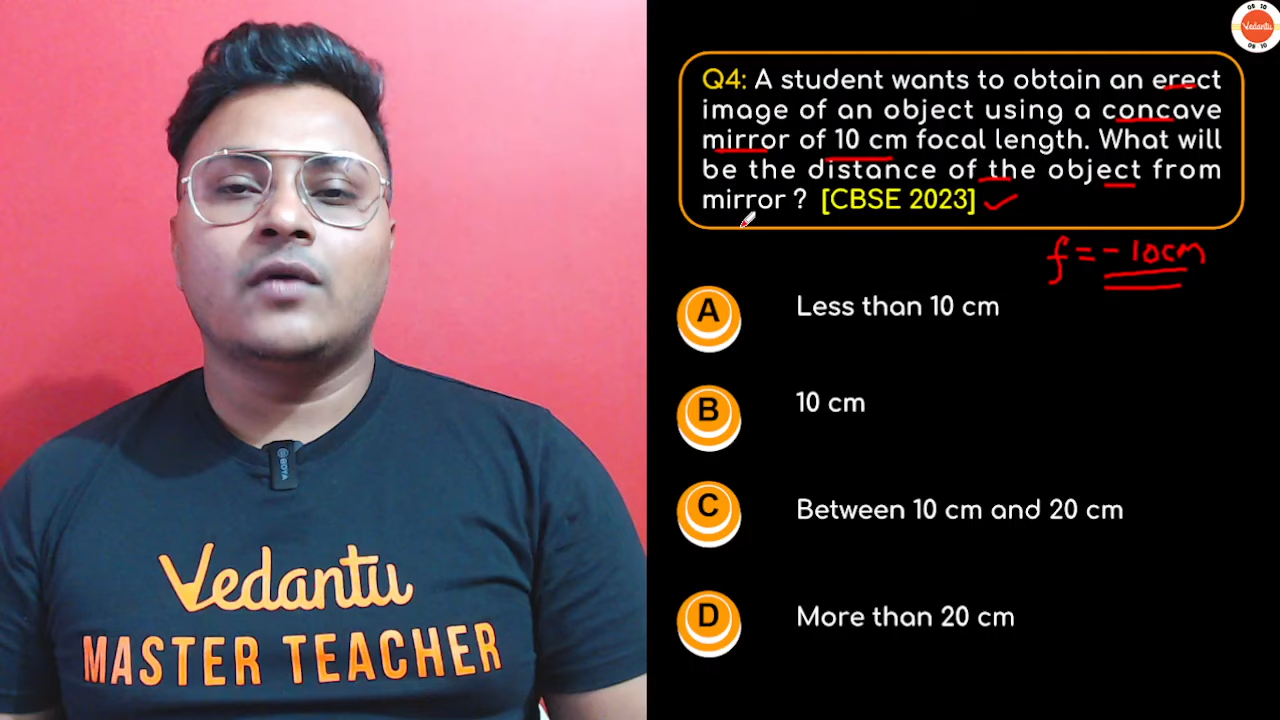 Vedantu
Q4: A student wants to obtain an erect
image of an object using a concave
mirror of 10 cm focal length. What will
be the distance of the object from
mirror ? [CBSE 2023]
f = - 10cm
A Less than 10 cm
B 10 cm
C Between 10 cm and 20 cm
D More than 20 cm
BOYA
Vedantu
MASTER TEACHER